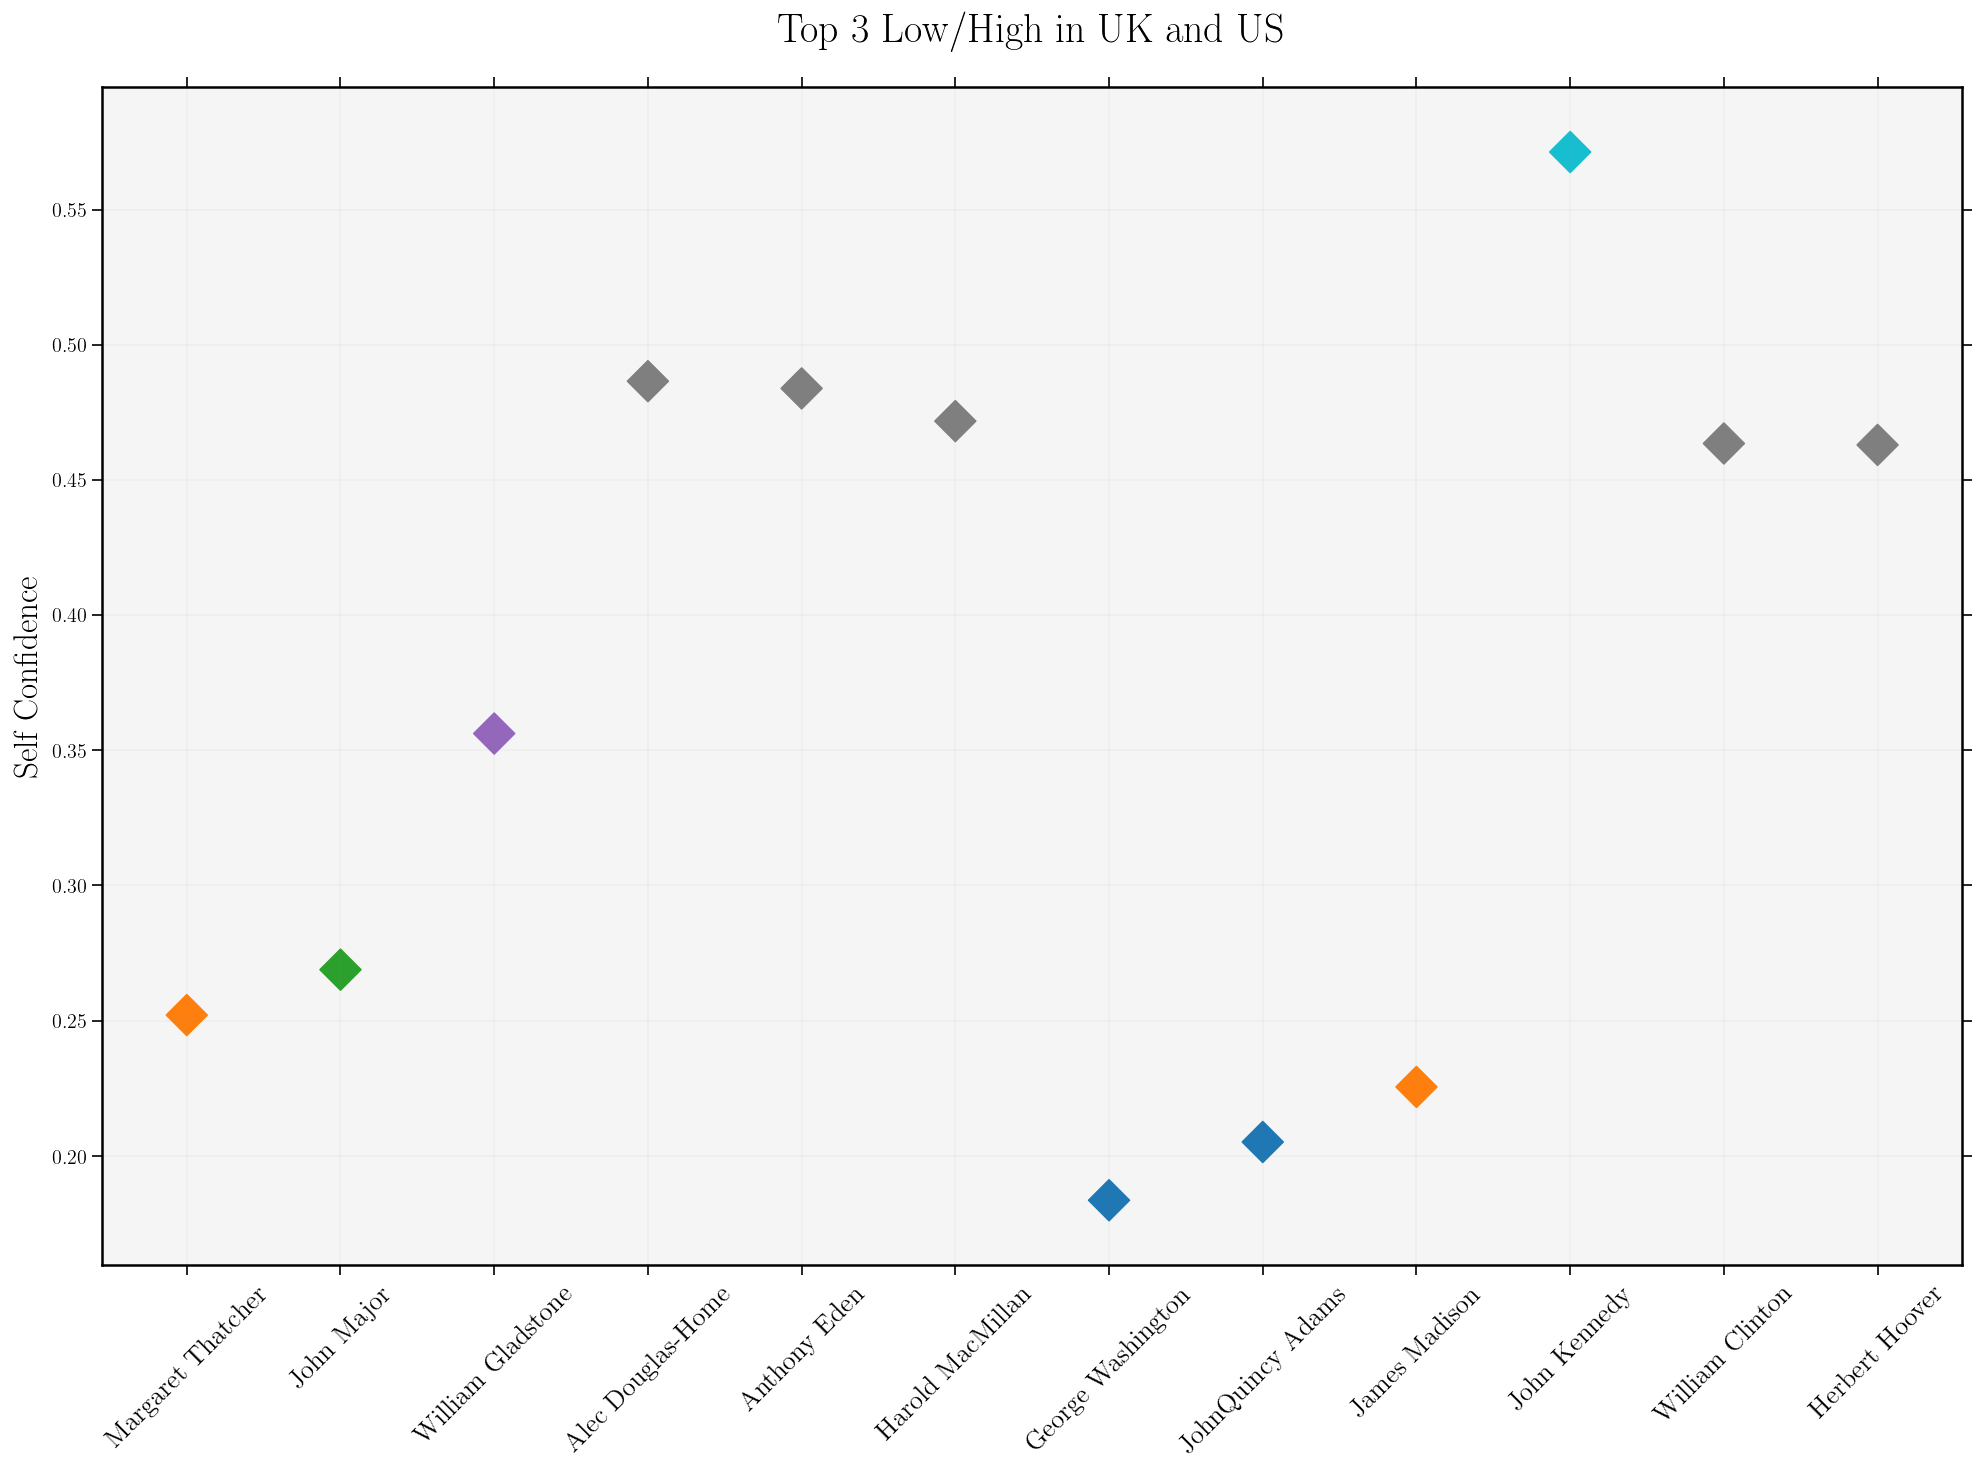 Top 3 Low/High in UK and US
Self Confidence
0.55
0.50
0.45
0.40
0.35
0.30
0.25
0.20
Margaret Thatcher
John Major
William Gladstone
Alec Douglas-Home
Anthony Eden
Harold MacMillan
George Washington
JohnQuincy Adams
James Madison
John Kennedy
William Clinton
Herbert Hoover